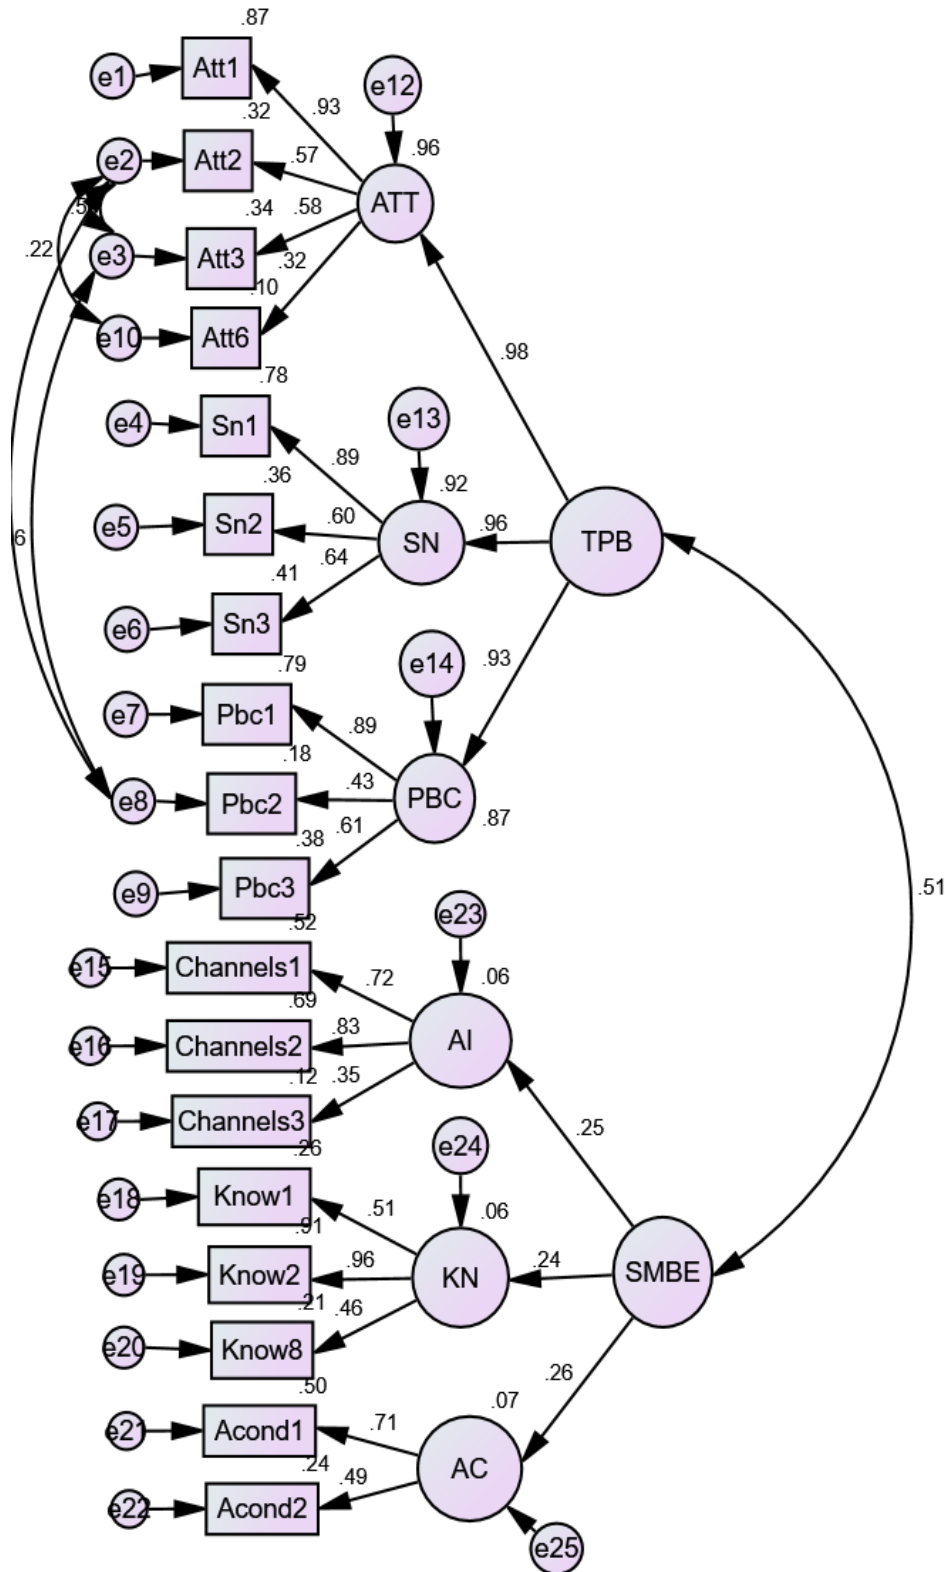 .87
e1 Att1
e12
.32 .93
.96
e2 Att2 .57
ATT
.34 .58
.22 e3 Att3 .32
.10
e10 Att6
.98
.78
e4 Sn1 e13
.89
.36 .92
e5 Sn2 .60 SN .96 TPB
.64
.41
e6 Sn3
.79 e14 .93
e7 Pbc1 .89
.18
e8 Pbc2 .43 PBC .87
.38 .61
e9 Pbc3
.51
.52 e23
e15 Channels1 .72 .06
.69
e16 Channels2 .83 AI
.12 .35
e17 Channels3
.26 e24 .25
e18 Know1 .51 .06
.91
e19 Know2 .96 KN .24 SMBE
.21 .46
e20 Know8
.50 .07 .26
e21 Acond1 .71
.24 AC
e22 Acond2 .49
e25